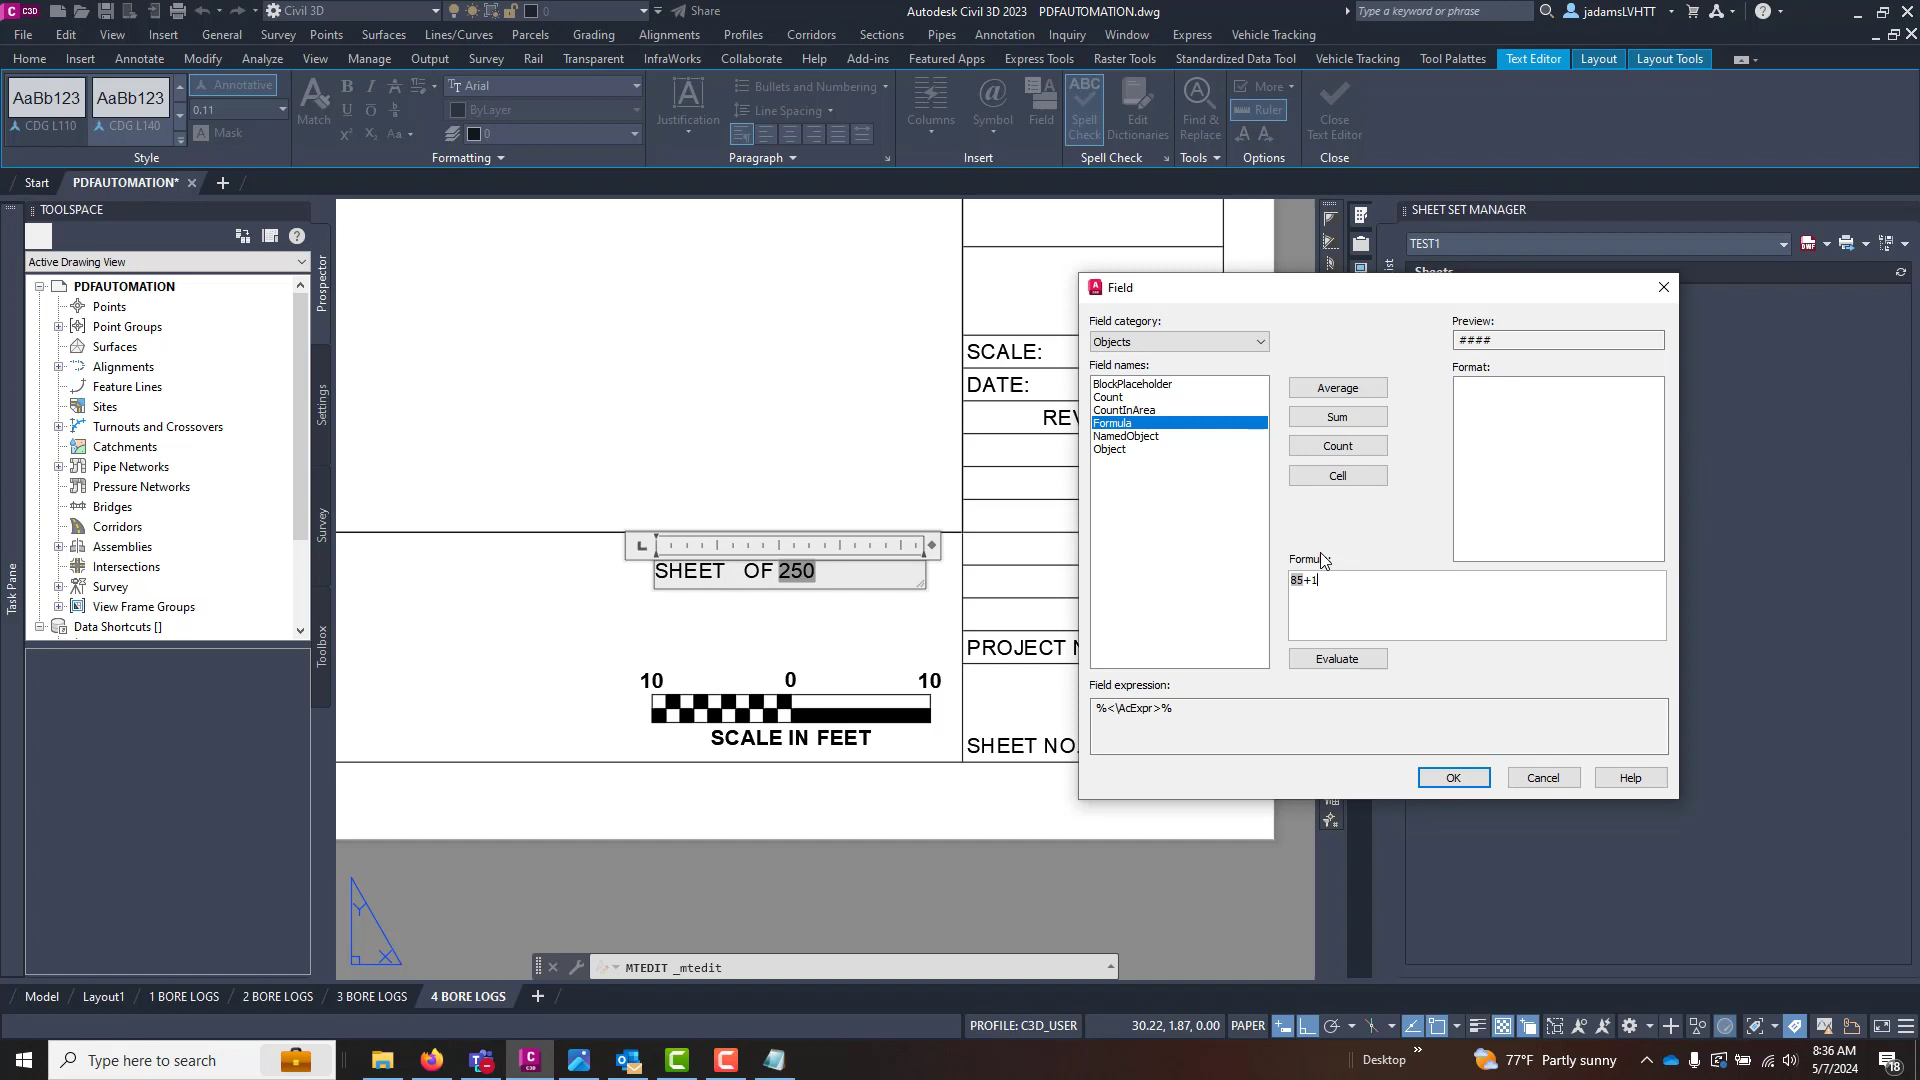 C3D Civil 3D 0 Share Autodesk Civil 3D 2023 PDFAUTOMATION.dwg Type a keyword or phrase jadamsLVHTT
File Edit View Insert General Survey Points Surfaces Lines/Curves Parcels Grading Alignments Profiles Corridors Sections Pipes Annotation Inquiry Window Express Vehicle Tracking
Home Insert Annotate Modify Analyze View Manage Output Survey Rail Transparent InfraWorks Collaborate Help Add-ins Featured Apps Express Tools Raster Tools Standardized Data Tool Vehicle Tracking Tool Palettes Text Editor Layout Layout Tools
AaBb123 AaBb123 Annotative Match Arial Bullets and Numbering More
CDG L110 CDG L140 0.11 ByLayer Justification Line Spacing Columns Symbol Field Spell Check Edit Dictionaries Find & Replace Ruler Close Text Editor
Mask 0
Style Formatting Paragraph Insert Spell Check Tools Options Close
Start PDFAUTOMATION*
TOOLSPACE
Active Drawing View
PDFAUTOMATION
Points
Point Groups
Surfaces
Alignments
Feature Lines
Sites
Turnouts and Crossovers
Catchments
Pipe Networks
Pressure Networks
Bridges
Corridors
Assemblies
Intersections
Survey
View Frame Groups
Data Shortcuts []
Prospector
Settings
Survey
Toolbox
Task Pane
SCALE:
DATE:
REV
SHEET OF 250
PROJECT N
10 0 10
SCALE IN FEET
SHEET NO.
Y
X
SHEET SET MANAGER
TEST1
Sheets
Field
Field category:
Objects
Field names:
BlockPlaceholder
Count
CountInArea
Formula
NamedObject
Object
Average
Sum
Count
Cell
Preview:
####
Format:
85+1
Evaluate
Field expression:
%<\AcExpr>%
OK Cancel Help
MTEDIT _mtedit
Model Layout1 1 BORE LOGS 2 BORE LOGS 3 BORE LOGS 4 BORE LOGS
PROFILE: C3D_USER 30.22, 1.87, 0.00 PAPER
Type here to search Desktop 77°F Partly sunny 8:36 AM
5/7/2024
18